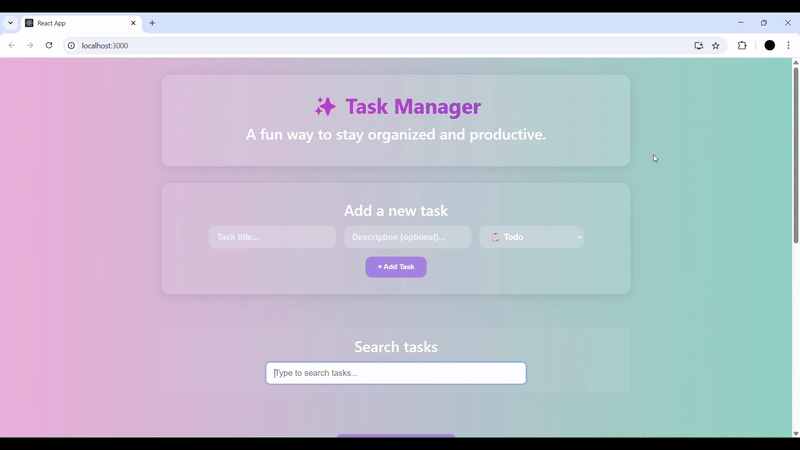 React App
localhost:3000
✨ Task Manager
A fun way to stay organized and productive.
Add a new task
Task title...
Description (optional)...
Todo
+ Add Task
Search tasks
Type to search tasks...